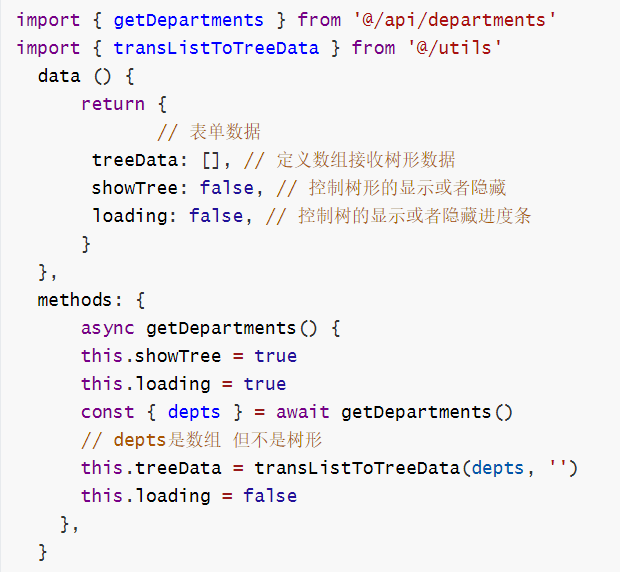 import { getDepartments } from '@/api/departments'
import { transListToTreeData } from '@/utils'
data () {
return {
// 表单数据
treeData: [], // 定义数组接收树形数据
showTree: false, // 控制树形的显示或者隐藏
loading: false, // 控制树的显示或者隐藏进度条
}
},
methods: {
async getDepartments() {
this.showTree = true
this.loading = true
const { depts } = await getDepartments()
// depts是数组 但不是树形
this.treeData = transListToTreeData(depts, '')
this.loading = false
},
}